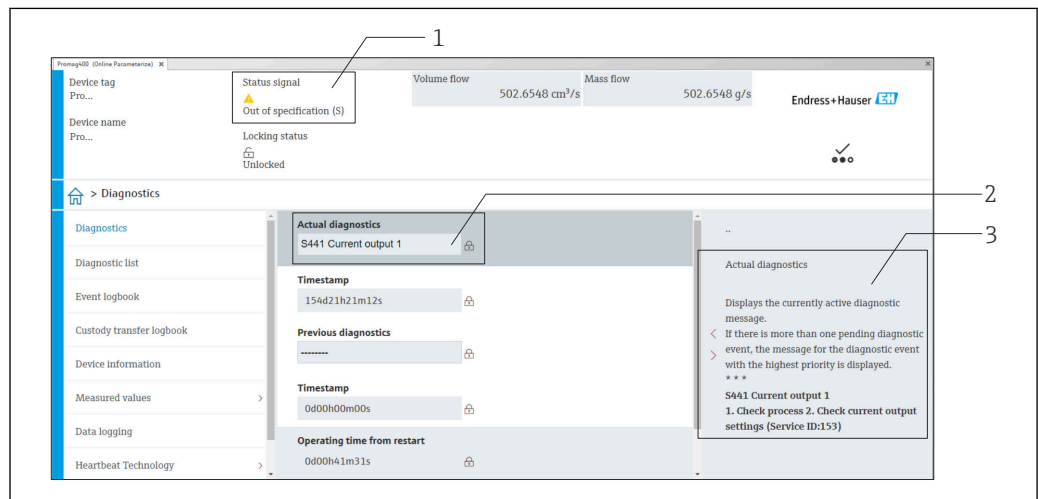 1
Promag400 (Online Parameterize) X
X
Device tag
Pro...
Device name
Pro...
Status signal
Out of specification (S)
Locking status
Unlocked
Volume flow
502.6548 cm³/s
Mass flow
502.6548 g/s
Endress+Hauser EH
> Diagnostics
2
3
Diagnostics
Diagnostic list
Event logbook
Custody transfer logbook
Device information
Measured values >
Data logging
Heartbeat Technology >
Actual diagnostics
S441 Current output 1
Timestamp
154d21h21m12s
Previous diagnostics
--------
Timestamp
0d00h00m00s
Operating time from restart
0d00h41m31s
..
Actual diagnostics
Displays the currently active diagnostic
message.
If there is more than one pending diagnostic
event, the message for the diagnostic event
with the highest priority is displayed.
* * *
S441 Current output 1
1. Check process 2. Check current output
settings (Service ID:153)